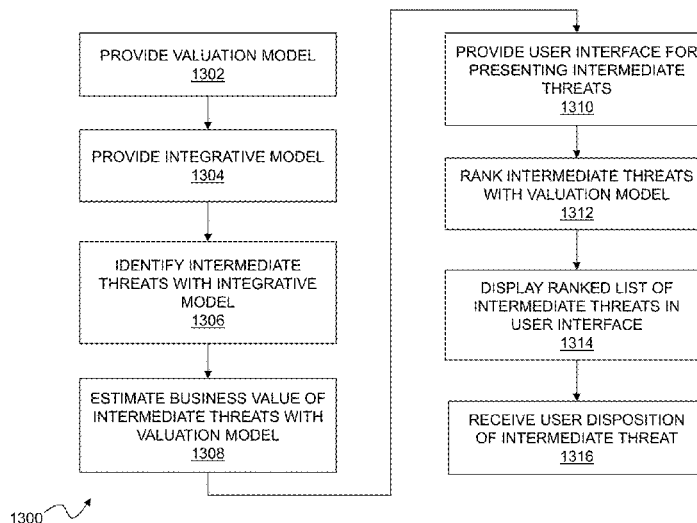 PROVIDE VALUATION MODEL
1302
PROVIDE INTEGRATIVE MODEL
1304
IDENTIFY INTERMEDIATE
THREATS WITH INTEGRATIVE
MODEL
1306
ESTIMATE BUSINESS VALUE OF
INTERMEDIATE THREATS WITH
VALUATION MODEL
1308
PROVIDE USER INTERFACE FOR
PRESENTING INTERMEDIATE
THREATS
1310
RANK INTERMEDIATE THREATS
WITH VALUATION MODEL
1312
DISPLAY RANKED LIST OF
INTERMEDIATE THREATS IN
USER INTERFACE
1314
RECEIVE USER DISPOSITION
OF INTERMEDIATE THREAT
1316
1300